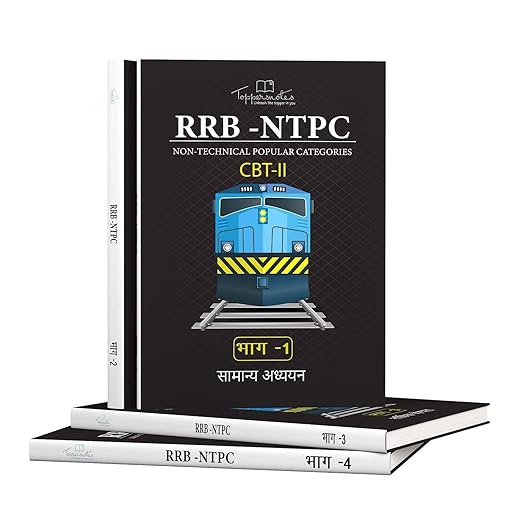 Toppersnotes
Unleash the topper in you
RRB -NTPC
NON-TECHNICAL POPULAR CATEGORIES
CBT-II
भाग -1
सामान्य अध्ययन
RRB -NTPC
भाग -2
RRB -NTPC
भाग -3
RRB -NTPC
भाग -4